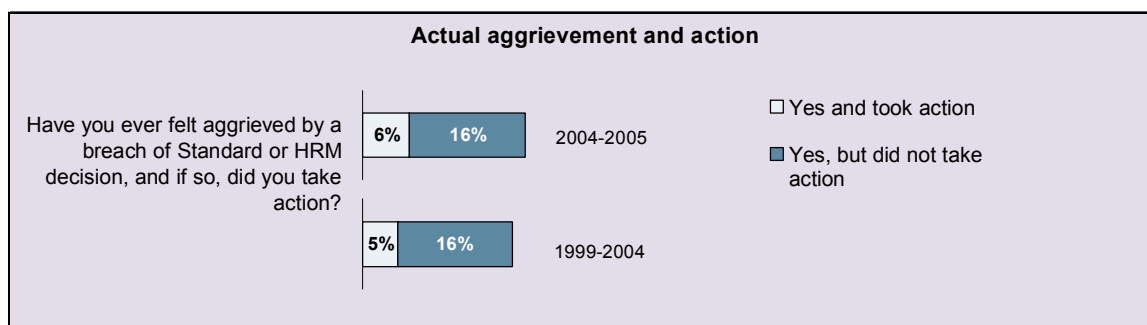 Actual aggrievement and action
Have you ever felt aggrieved by a
breach of Standard or HRM
decision, and if so, did you take
action?
6%
16%
2004-2005
5%
16%
1999-2004
Yes and took action
Yes, but did not take
action